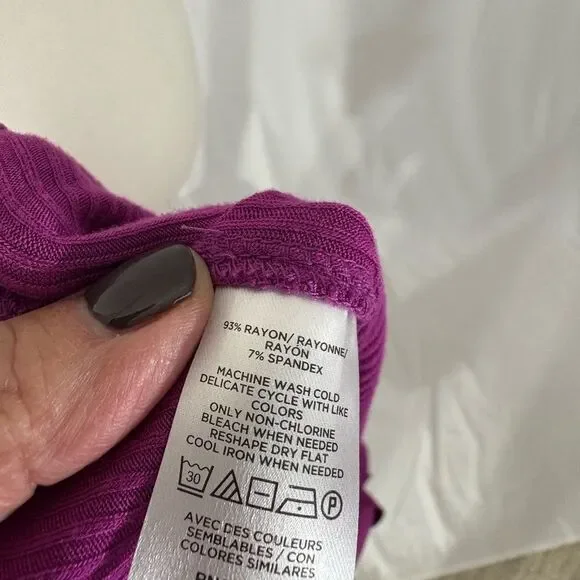 93% RAYON/ RAYONNE/
RAYÓN
7% SPANDEX
MACHINE WASH COLD
DELICATE CYCLE WITH LIKE
COLORS
ONLY NON-CHLORINE
BLEACH WHEN NEEDED
RESHAPE DRY FLAT
COOL IRON WHEN NEEDED
30 P
AVEC DES COULEURS
SEMBLABLES / CON
COLORES SIMILARES